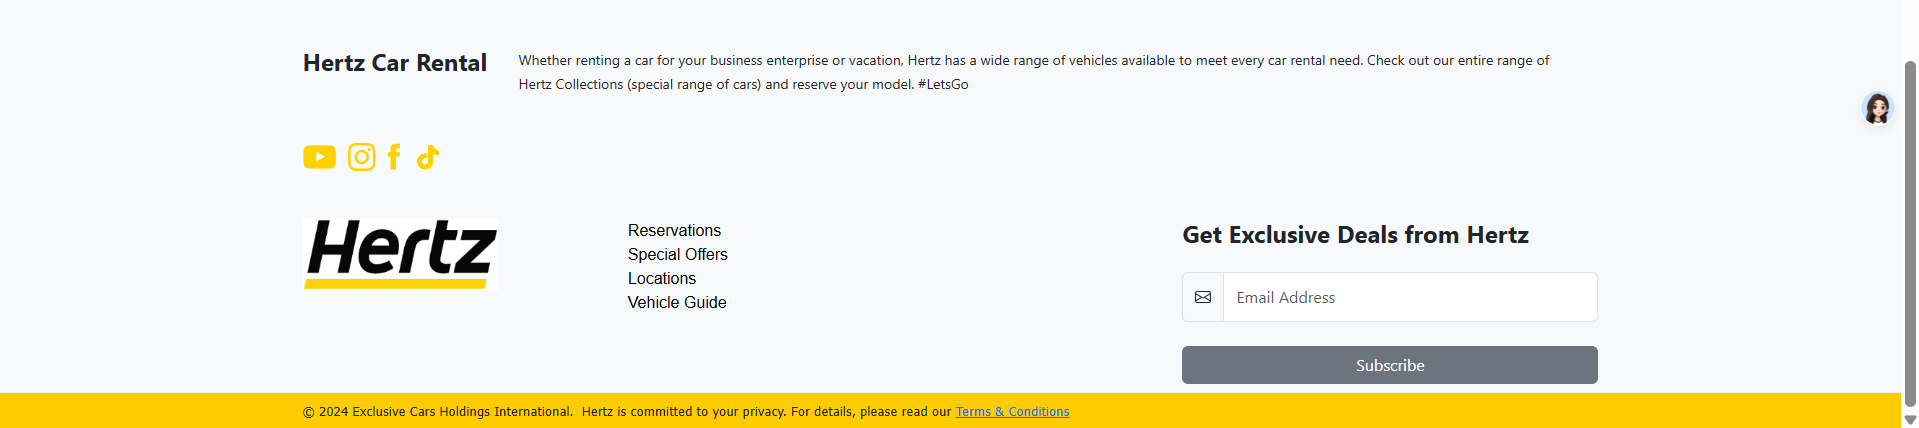 Hertz Car Rental
Whether renting a car for your business enterprise or vacation, Hertz has a wide range of vehicles available to meet every car rental need. Check out our entire range of
Hertz Collections (special range of cars) and reserve your model. #LetsGo
Hertz
Reservations
Special Offers
Locations
Vehicle Guide
Get Exclusive Deals from Hertz
Email Address
Subscribe
© 2024 Exclusive Cars Holdings International.  Hertz is committed to your privacy. For details, please read our Terms & Conditions